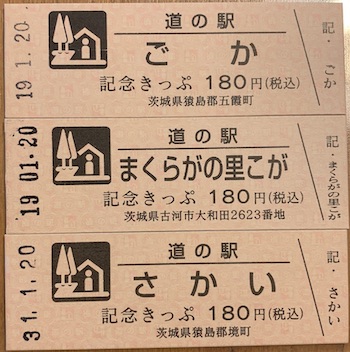 19.1.20
道の駅
ごか
記念きっぷ 180円(税込)
茨城県猿島郡五霞町
記・ごか
19 01.20
道の駅
まくらがの里こが
記念きっぷ 180円(税込)
茨城県古河市大和田2623番地
記・まくらがの里こが
31.1.20
道の駅
さかい
記念きっぷ 180円(税込)
茨城県猿島郡境町
記・さかい